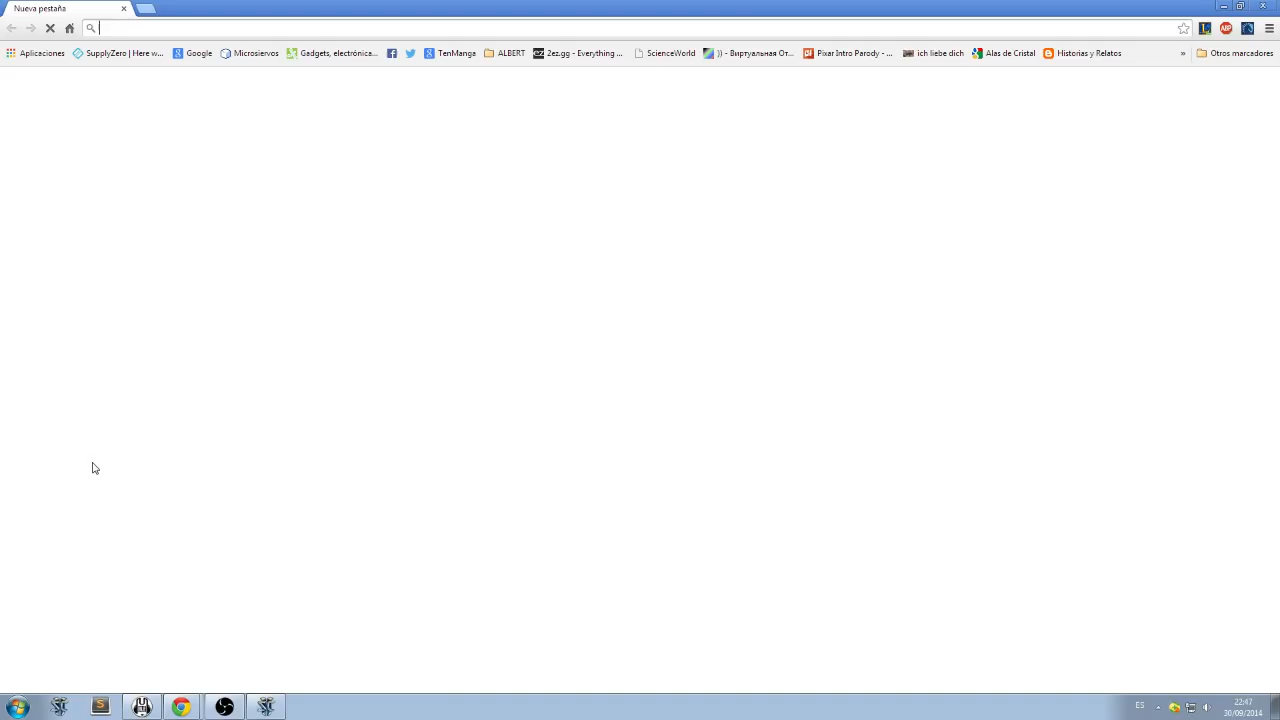 Nueva pestaña
Aplicaciones SupplyZero | Here w... Google Microsiervos Gadgets, electrónica... TenManga ALBERT 2ez.gg - Everything ... ScienceWorld )) - Виртуальная От... Pixar Intro Parody - ... ich liebe dich Alas de Cristal Historias y Relatos » Otros marcadores
ES
22:47
30/09/2014